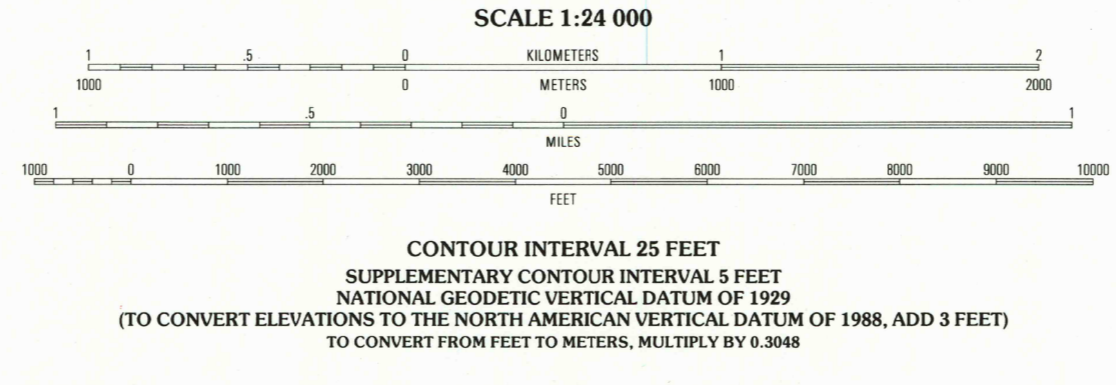 SCALE 1:24 000
1 .5 0 KILOMETERS 1 2
1000 0 METERS 1000 2000
1 .5 0 1
MILES
1000 0 1000 2000 3000 4000 5000 6000 7000 8000 9000 10000
FEET
CONTOUR INTERVAL 25 FEET
SUPPLEMENTARY CONTOUR INTERVAL 5 FEET
NATIONAL GEODETIC VERTICAL DATUM OF 1929
(TO CONVERT ELEVATIONS TO THE NORTH AMERICAN VERTICAL DATUM OF 1988, ADD 3 FEET)
TO CONVERT FROM FEET TO METERS, MULTIPLY BY 0.3048